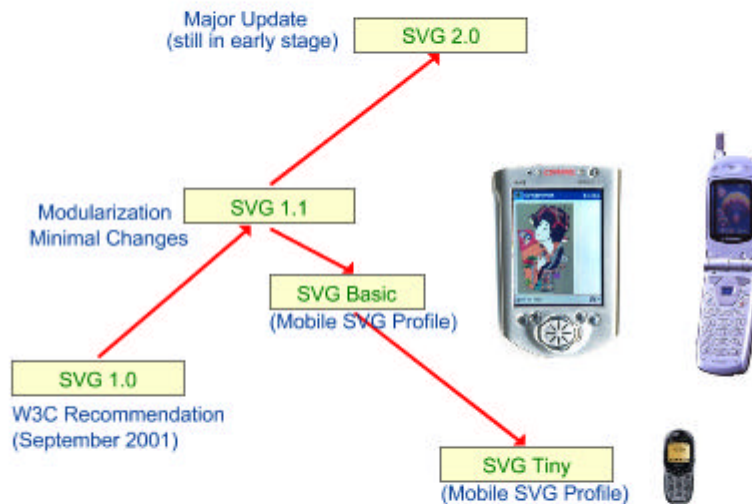 Major Update
(still in early stage)
SVG 2.0
Modularization
Minimal Changes
SVG 1.1
SVG Basic
(Mobile SVG Profile)
SVG 1.0
W3C Recommendation
(September 2001)
SVG Tiny
(Mobile SVG Profile)